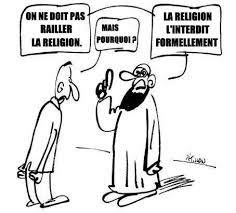 ON NE DOIT PAS
RAILLER
LA RELIGION.
MAIS
POURQUOI ?
LA RELIGION
L'INTERDIT
FORMELLEMENT